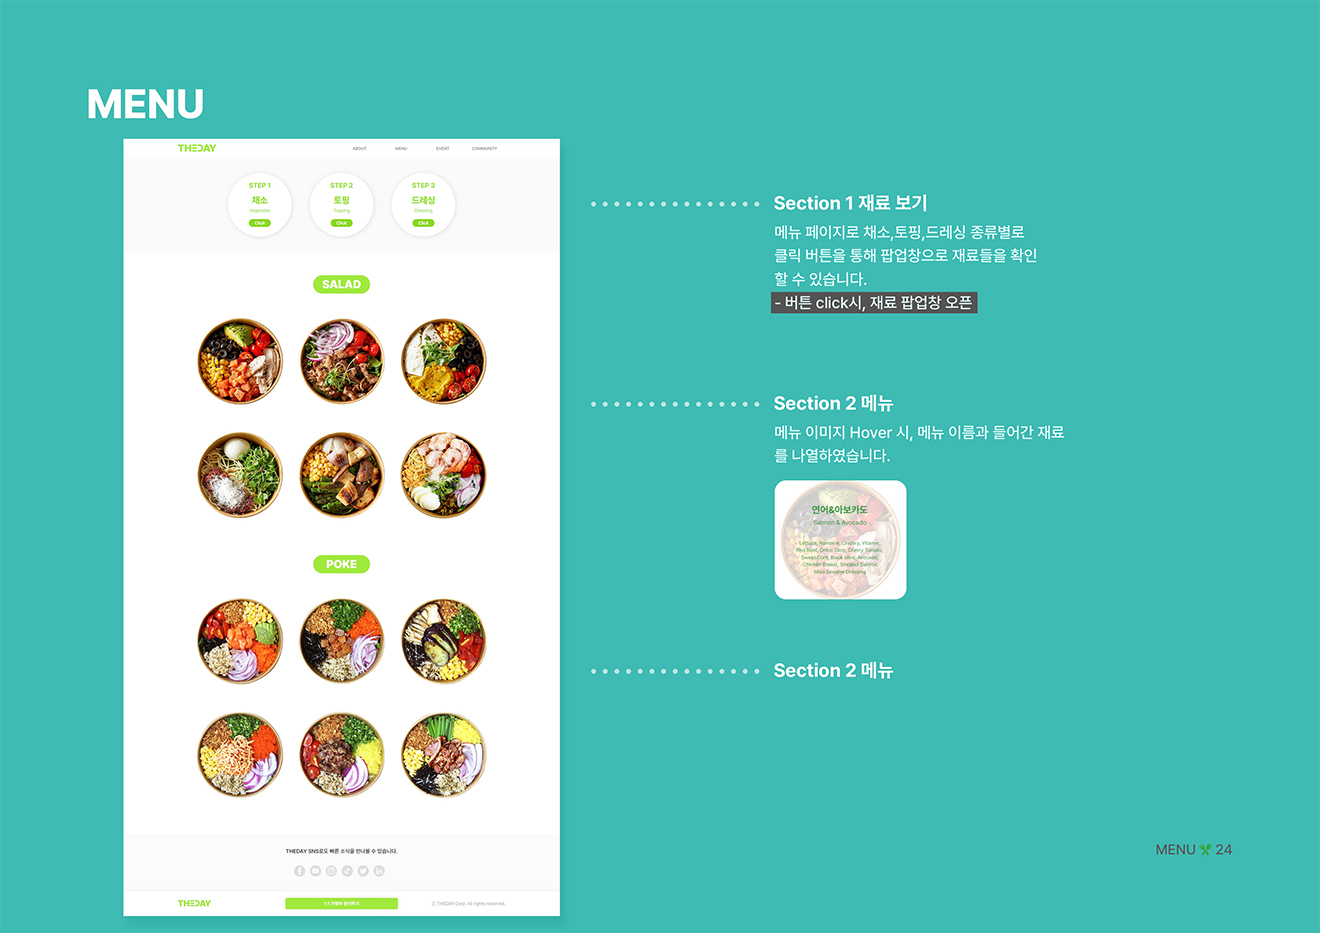 MENU
THEDAY
ABOUT
MENU
EVENT
COMMUNITY
STEP 1
채소
Vegetable
Click
STEP 2
토핑
Topping
Click
STEP 3
드레싱
Dressing
Click
SALAD
POKE
THEDAY SNS로도 빠른 소식을 만나볼 수 있습니다.
THEDAY
1:1 가맹주 문의하기
ⓒ THEDAY Corp. All rights reserved.
Section 1 재료 보기
메뉴 페이지로 채소,토핑,드레싱 종류별로
클릭 버튼을 통해 팝업창으로 재료들을 확인
할 수 있습니다.
- 버튼 click시, 재료 팝업창 오픈
Section 2 메뉴
메뉴 이미지 Hover 시, 메뉴 이름과 들어간 재료
를 나열하였습니다.
연어&아보카도
Salmon & Avocado
Lettuce, Romaine, Chicory, Vitamin,
Red Beet, Onion Slice, Cherry Tomato,
Sweet Corn, Black olive, Avocado,
Chicken Breast, Smoked Salmon
Miso Sesame Dressing
Section 2 메뉴
MENU 24